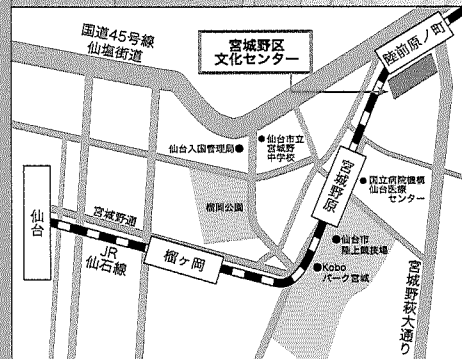 国道45号線
仙塩街道
宮城野区
文化センター
陸前原ノ町
仙台入国管理局
仙台市立
宮城野
中学校
宮城野原
国立病院機構
仙台医療
センター
榴岡公園
仙台
宮城野通
JR
仙石線
榴ヶ岡
仙台市
陸上競技場
Kobo
パーク宮城
宮城野萩大通り